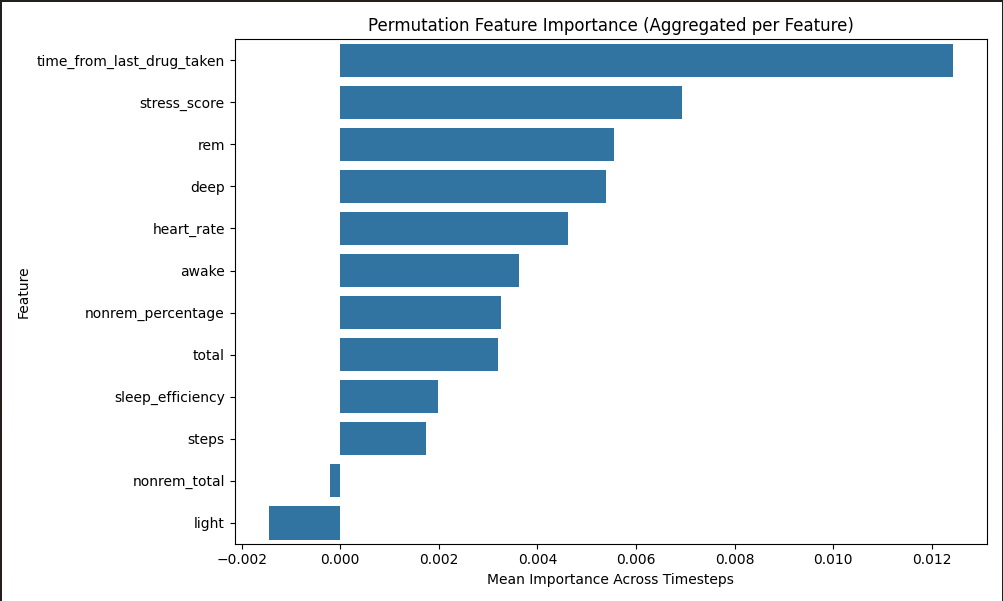 Permutation Feature Importance (Aggregated per Feature)
time_from_last_drug_taken
stress_score
rem
deep
heart_rate
awake
nonrem_percentage
total
sleep_efficiency
steps
nonrem_total
light
Feature
−0.002 0.000 0.002 0.004 0.006 0.008 0.010 0.012
Mean Importance Across Timesteps